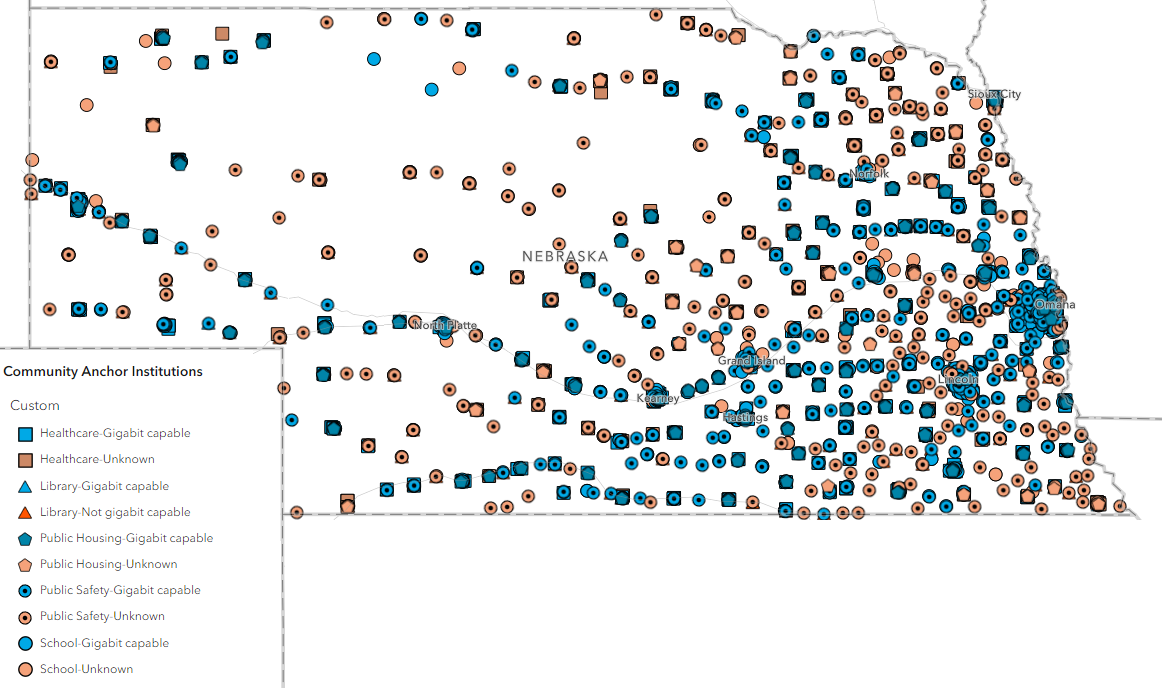 Sioux City
Norfolk
NEBRASKA
Omaha
North Platte
Grand Island
Lincoln
Kearney
Hastings
Community Anchor Institutions
Custom
Healthcare-Gigabit capable
Healthcare-Unknown
Library-Gigabit capable
Library-Not gigabit capable
Public Housing-Gigabit capable
Public Housing-Unknown
Public Safety-Gigabit capable
Public Safety-Unknown
School-Gigabit capable
School-Unknown